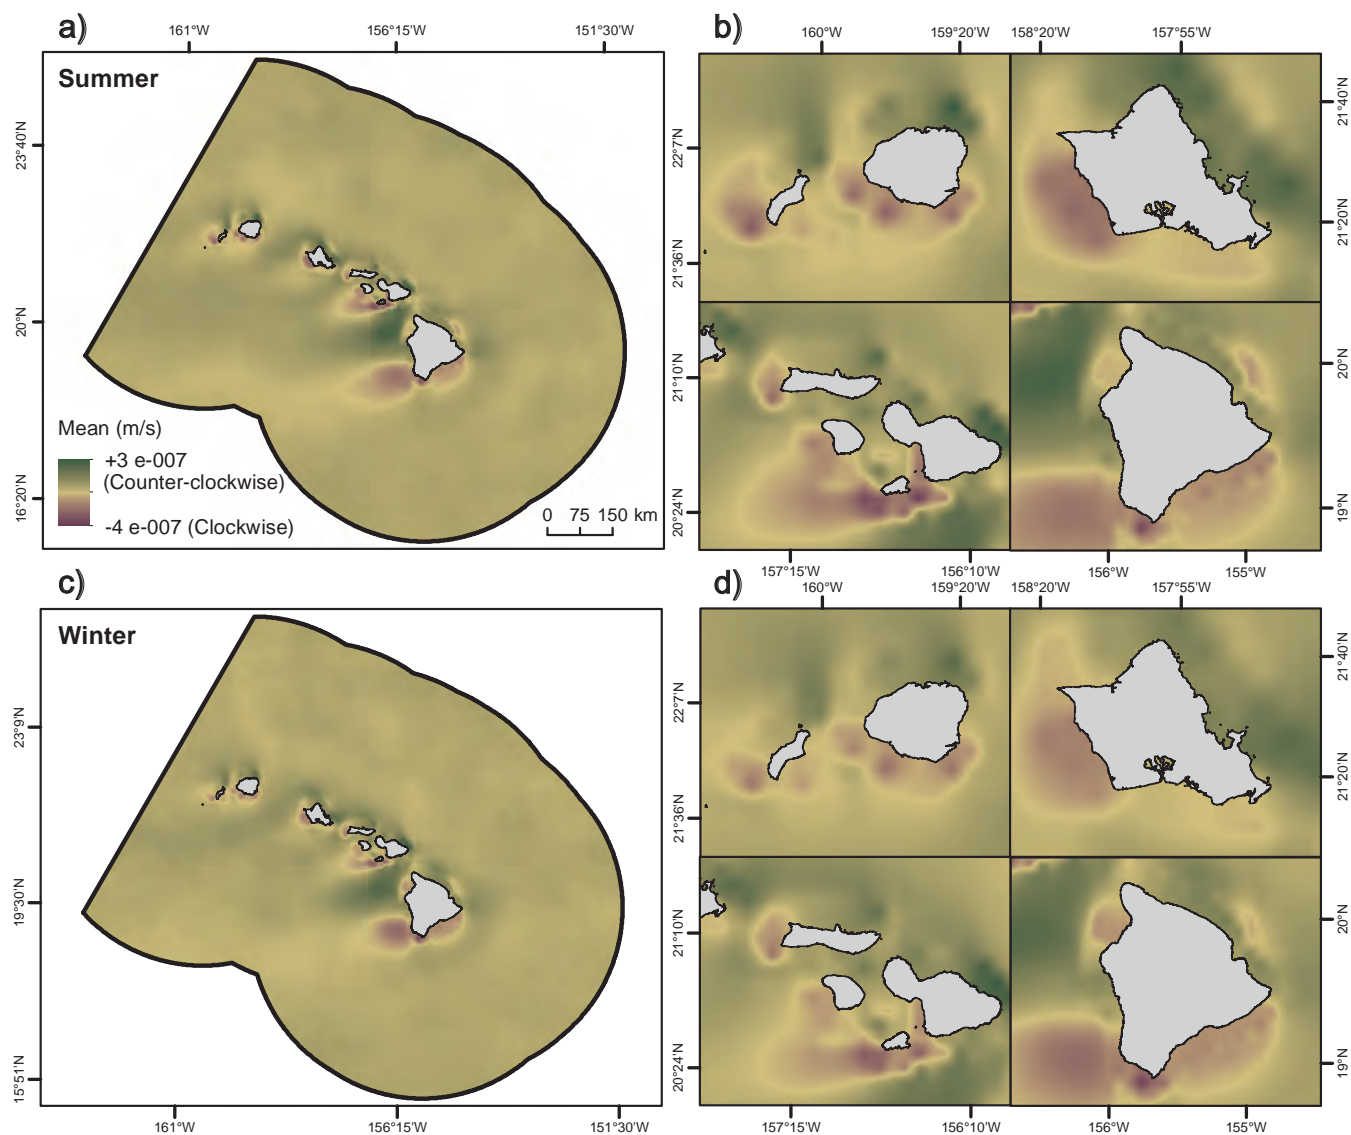 a)
161°W
156°15'W
151°30'W
b)
160°W
159°20'W
158°20'W
157°55'W
Summer
23°40'N
20°N
16°20'N
22°7'N
21°36'N
21°40'N
21°20'N
21°10'N
20°24'N
20°N
19°N
Mean (m/s)
+3 e-007
(Counter-clockwise)
-4 e-007 (Clockwise)
0 75 150 km
157°15'W
156°10'W
156°W
155°W
c)
d)
160°W
159°20'W
158°20'W
157°55'W
Winter
23°9'N
19°30'N
15°51'N
22°7'N
21°36'N
21°40'N
21°20'N
21°10'N
20°24'N
20°N
19°N
161°W
156°15'W
151°30'W
157°15'W
156°10'W
156°W
155°W